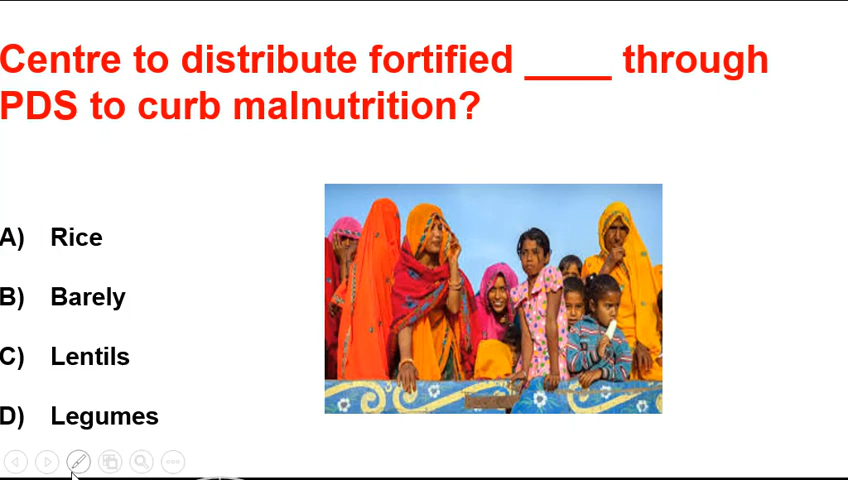 Centre to distribute fortified ____ through
PDS to curb malnutrition?
A) Rice
B) Barely
C) Lentils
D) Legumes